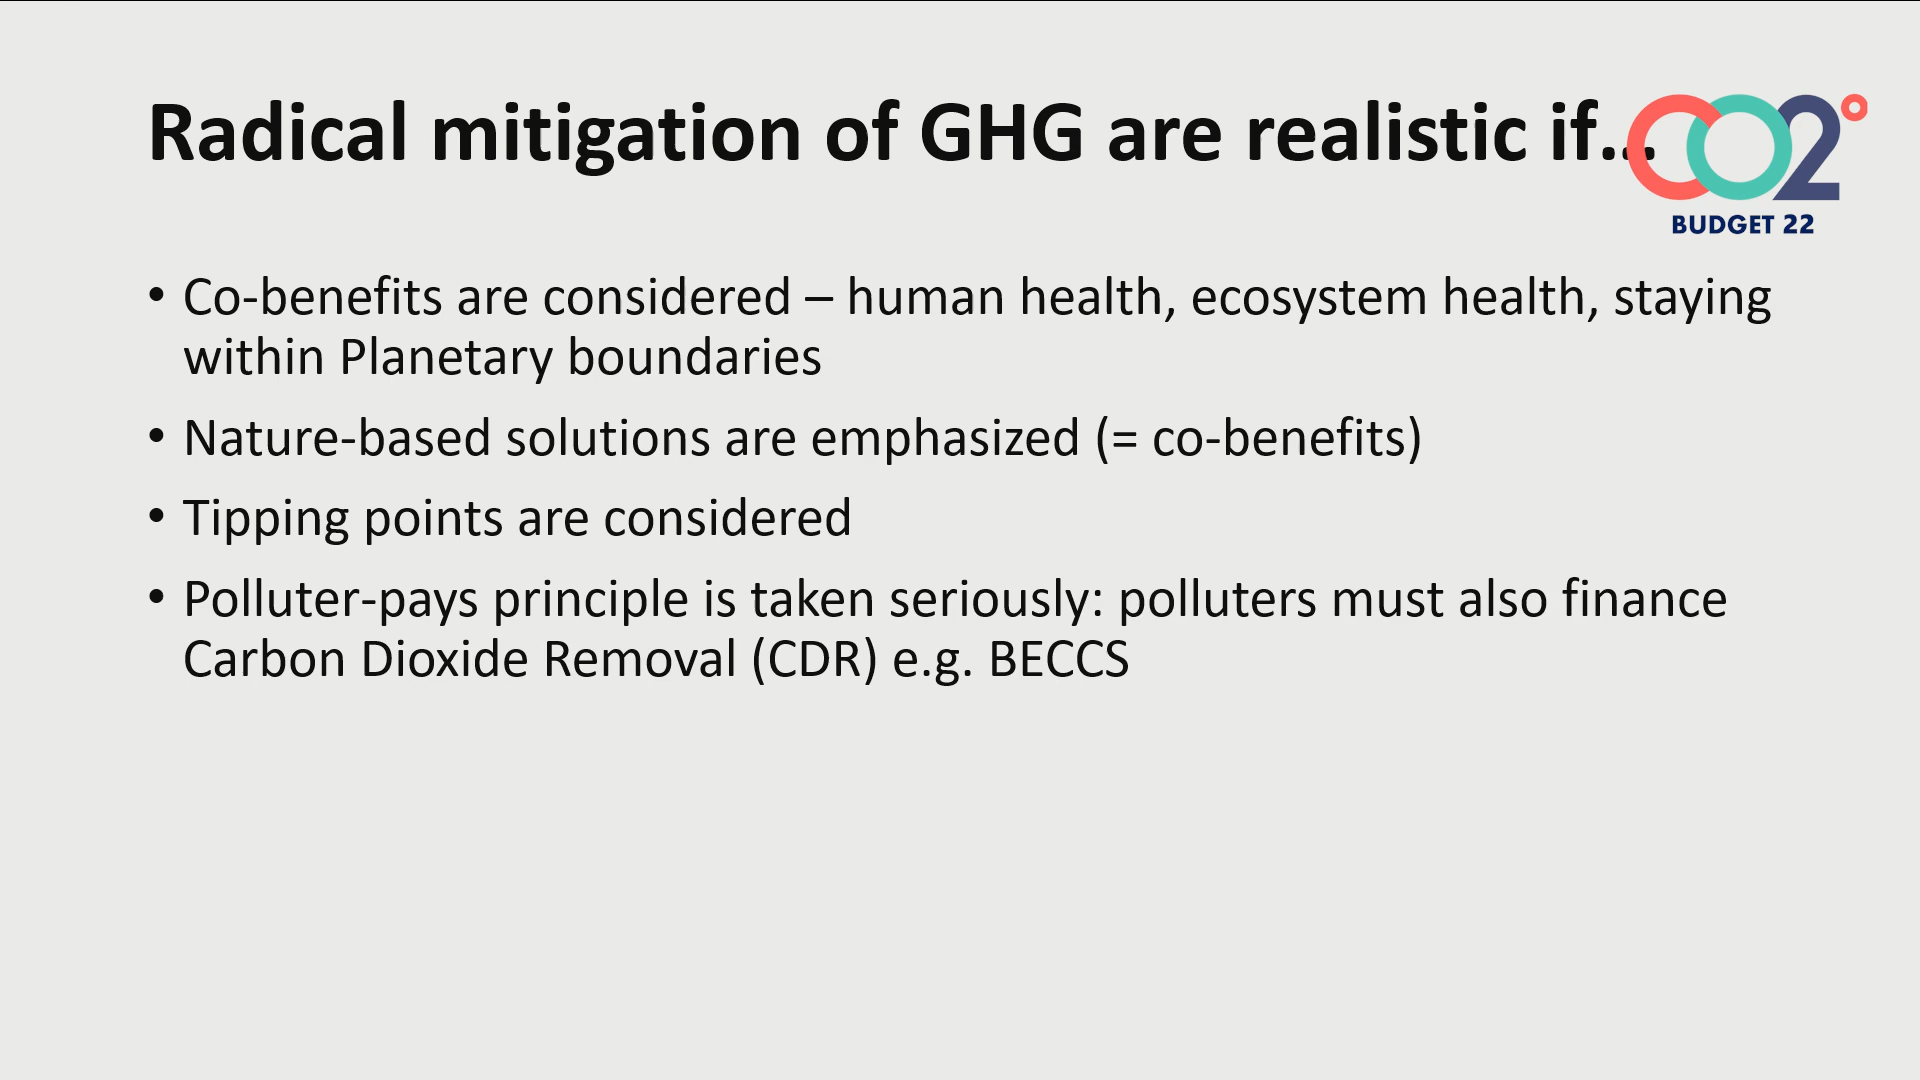 Radical mitigation of GHG are realistic if…
CO2°
BUDGET 22
• Co-benefits are considered – human health, ecosystem health, staying
within Planetary boundaries
• Nature-based solutions are emphasized (= co-benefits)
• Tipping points are considered
• Polluter-pays principle is taken seriously: polluters must also finance
Carbon Dioxide Removal (CDR) e.g. BECCS